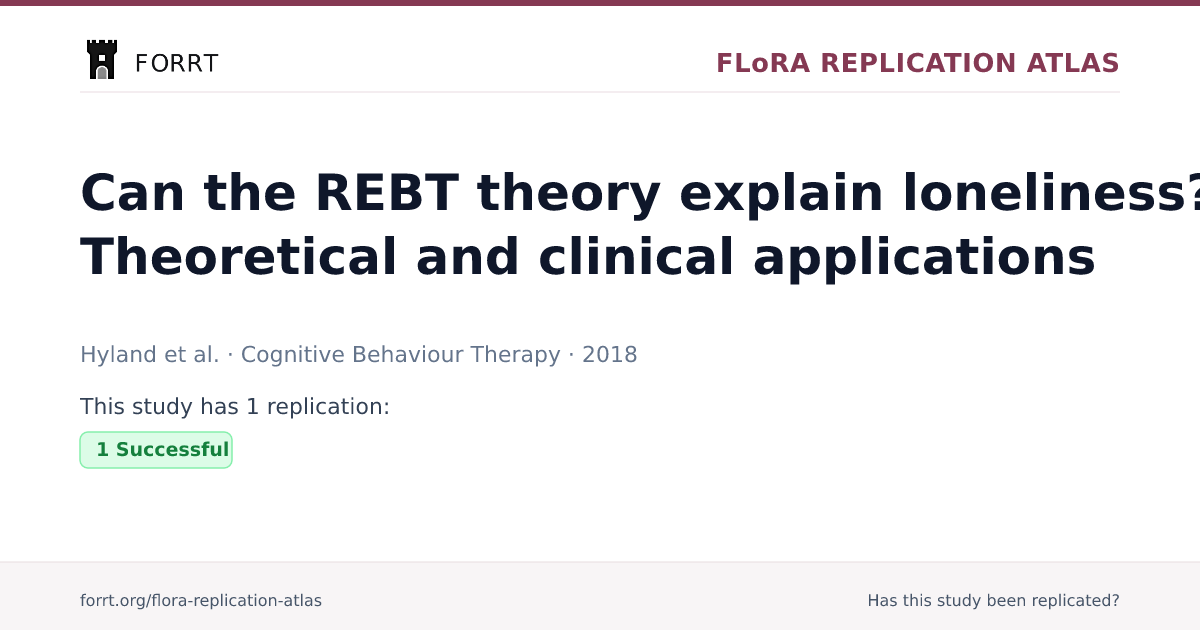 FORRT
FLoRA REPLICATION ATLAS
Can the REBT theory explain loneliness?
Theoretical and clinical applications
Hyland et al. · Cognitive Behaviour Therapy · 2018
This study has 1 replication:
1 Successful
forrt.org/flora-replication-atlas
Has this study been replicated?